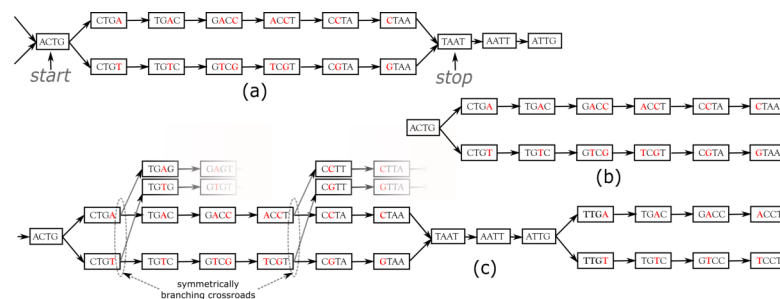 CTGA TGAC GACC ACCT CCTA CTAA
ACTG TAAT AATT ATTG
CTGT TGTC GTCG TCGT CGTA GTAA
start stop
(a)
CTGA TGAC GACC ACCT CCTA CTAA
ACTG
CTGT TGTC GTCG TCGT CGTA GTAA
(b)
TGAG GAGT CCTT CTTA
TGTG GTGT CGTT GTTA
CTGA TGAC GACC ACCT CCTA CTAA TTGA TGAC GACC ACCT
ACTG TAAT AATT ATTG
CTGT TGTC GTCG TCGT CGTA GTAA TTGT TGTC GTCC TCCT
(c)
symmetrically
branching crossroads